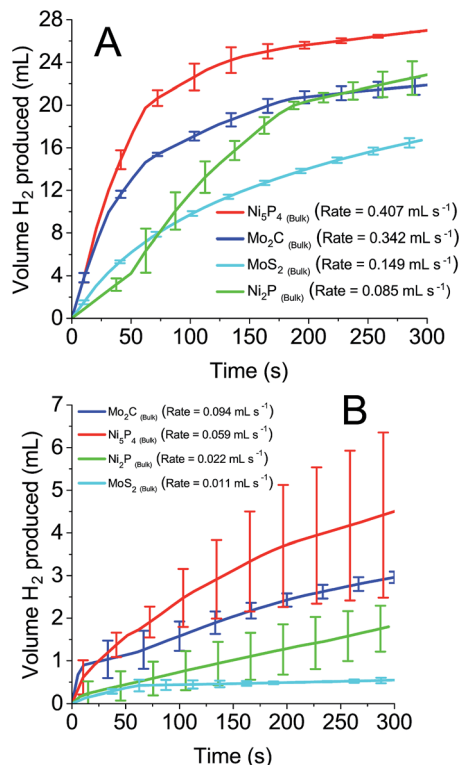 A
Volume H₂ produced (mL)
28
24
20
16
12
8
4
0
Ni₅P₄ (Bulk) (Rate = 0.407 mL s⁻¹)
Mo₂C (Bulk) (Rate = 0.342 mL s⁻¹)
MoS₂ (Bulk) (Rate = 0.149 mL s⁻¹)
Ni₂P (Bulk) (Rate = 0.085 mL s⁻¹)
0 50 100 150 200 250 300
Time (s)
B
Volume H₂ produced (mL)
7
6
5
4
3
2
1
0
Mo₂C (Bulk) (Rate = 0.094 mL s⁻¹)
Ni₅P₄ (Bulk) (Rate = 0.059 mL s⁻¹)
Ni₂P (Bulk) (Rate = 0.022 mL s⁻¹)
MoS₂ (Bulk) (Rate = 0.011 mL s⁻¹)
0 50 100 150 200 250 300
Time (s)